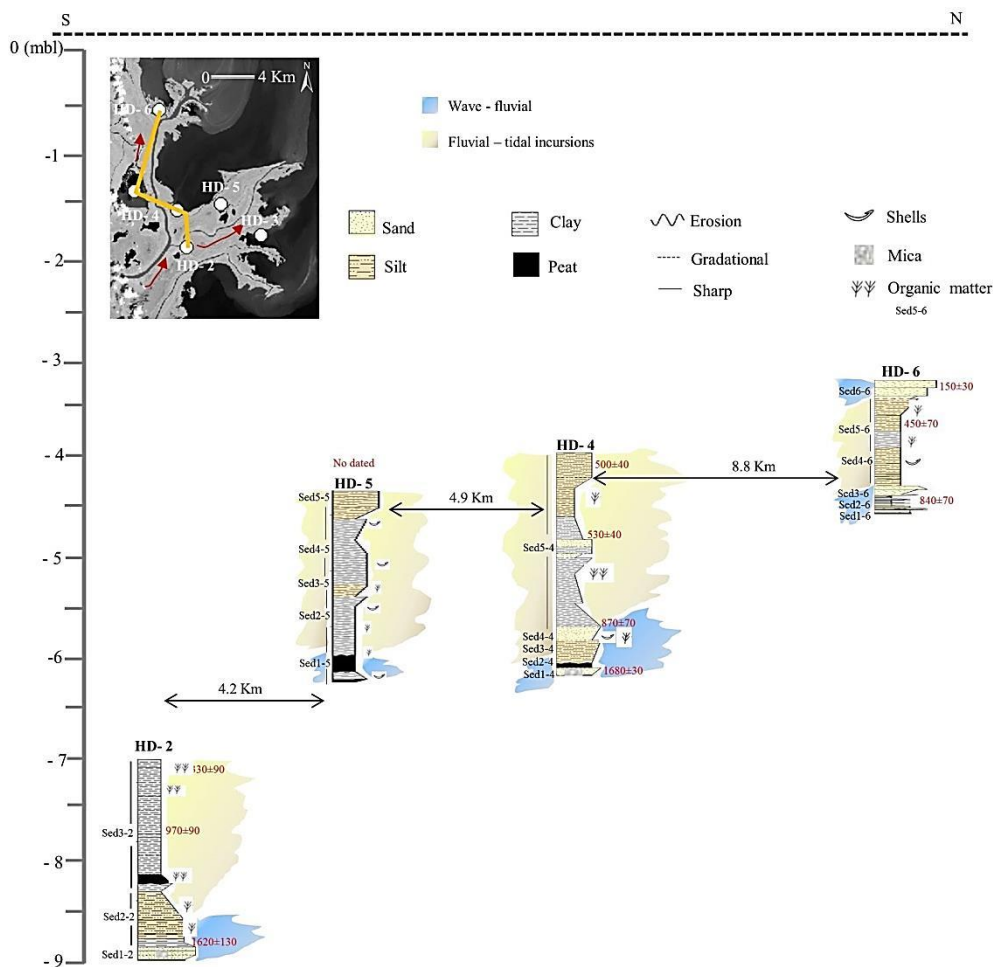 S
N
0 (mbl)
-1
-2
-3
-4
-5
-6
-7
-8
-9
0 4 Km
N
HD-6
HD-5
HD-4
HD-3
HD-2
Wave - fluvial
Fluvial – tidal incursions
Sand
Silt
Clay
Peat
Erosion
Gradational
Sharp
Shells
Mica
Organic matter
Sed5-6
HD-6
Sed6-6
150±30
Sed5-6
450±70
Sed4-6
Sed3-6
Sed2-6
840±70
Sed1-6
8.8 Km
HD-4
500±40
530±40
Sed5-4
870±70
Sed4-4
Sed3-4
Sed2-4
Sed1-4
1680±30
4.9 Km
No dated
HD-5
Sed5-5
Sed4-5
Sed3-5
Sed2-5
Sed1-5
4.2 Km
HD-2
Sed3-2
970±90
Sed2-2
1620±130
Sed1-2